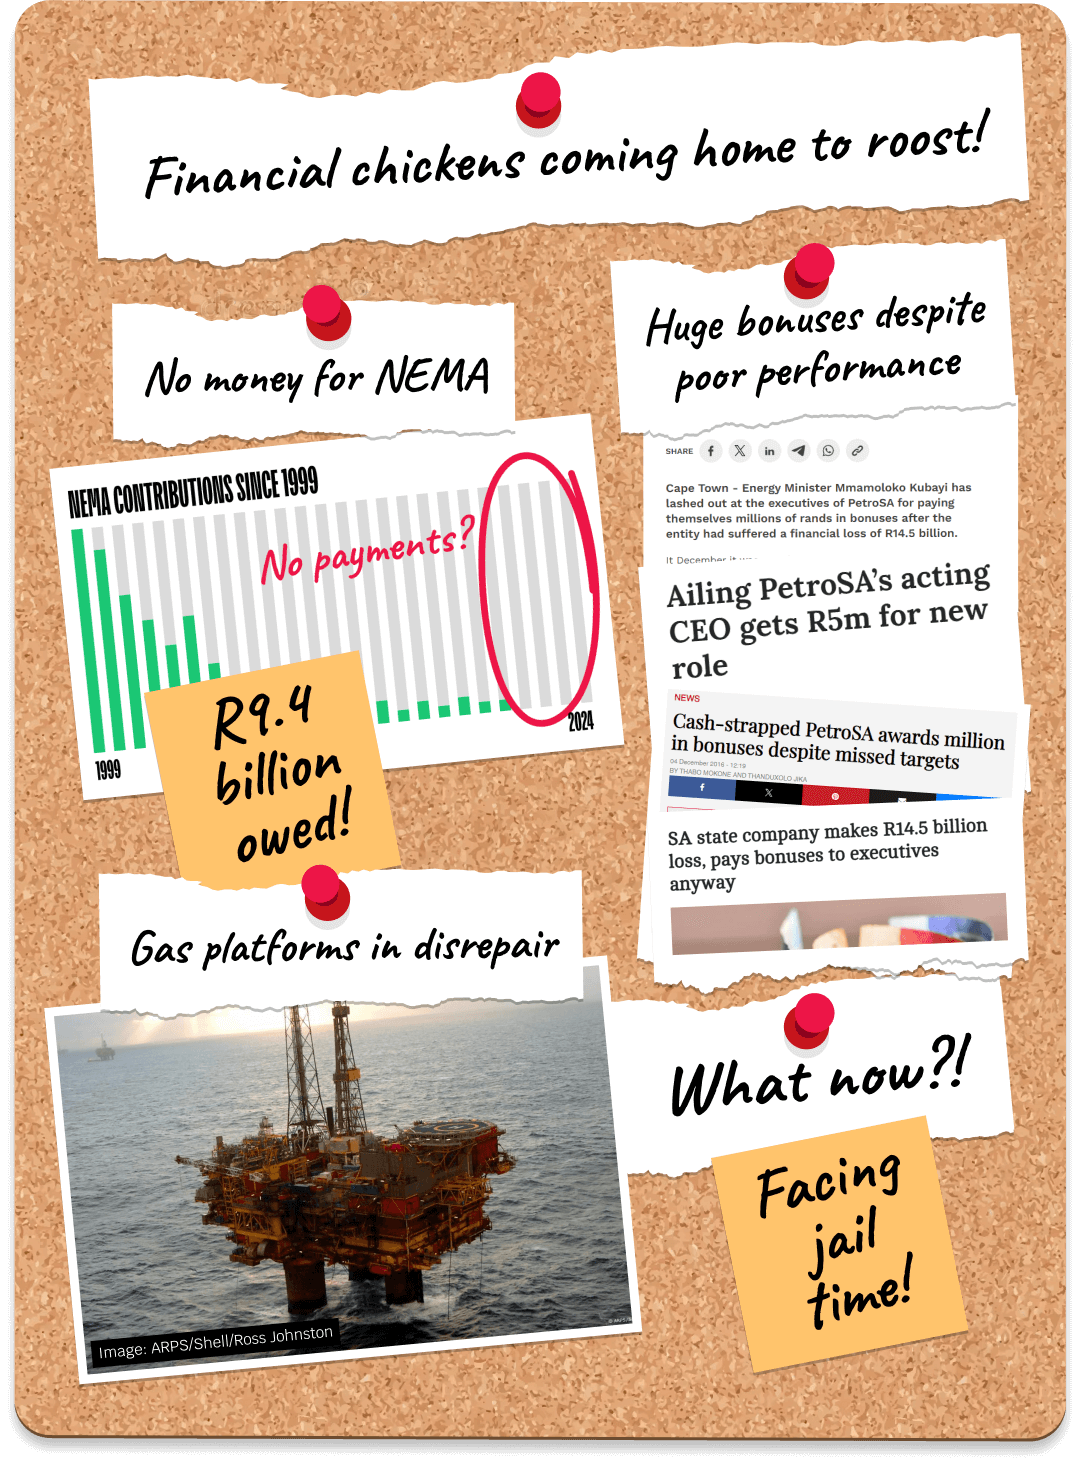 Financial chickens coming home to roost!
No money for NEMA
NEMA CONTRIBUTIONS SINCE 1999
No payments?
1999
2024
R9.4
billion
owed!
Huge bonuses despite
poor performance
SHARE
Cape Town - Energy Minister Mmamoloko Kubayi has
lashed out at the executives of PetroSA for paying
themselves millions of rands in bonuses after the
entity had suffered a financial loss of R14.5 billion.
It December it was
Ailing PetroSA's acting
CEO gets R5m for new
role
NEWS
Cash-strapped PetroSA awards million
in bonuses despite missed targets
04 December 2016 - 12:19
BY THABO MOKONE AND THANDUXOLO JIKA
SA state company makes R14.5 billion
loss, pays bonuses to executives
anyway
Gas platforms in disrepair
Image: ARPS/Shell/Ross Johnston
What now?!
Facing
jail
time!